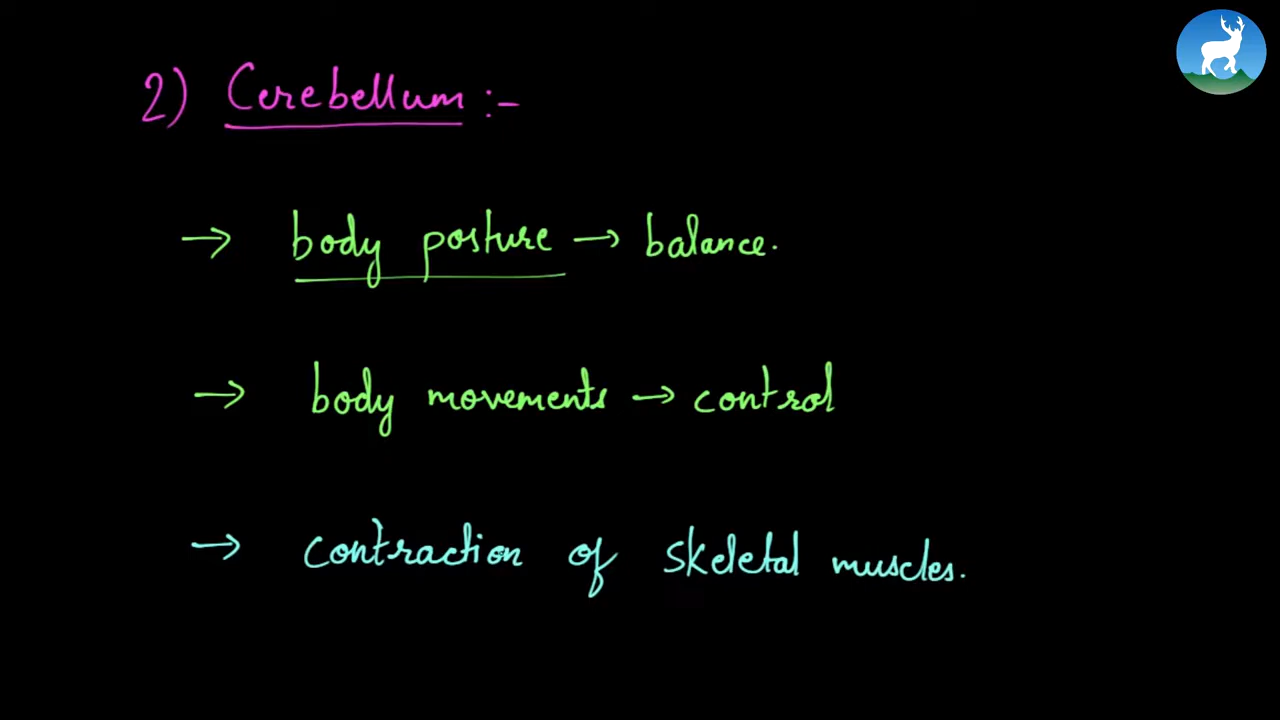 2) Cerebellum :-
→ body posture → balance.
→ body movements → control
→ contraction of skeletal muscles.